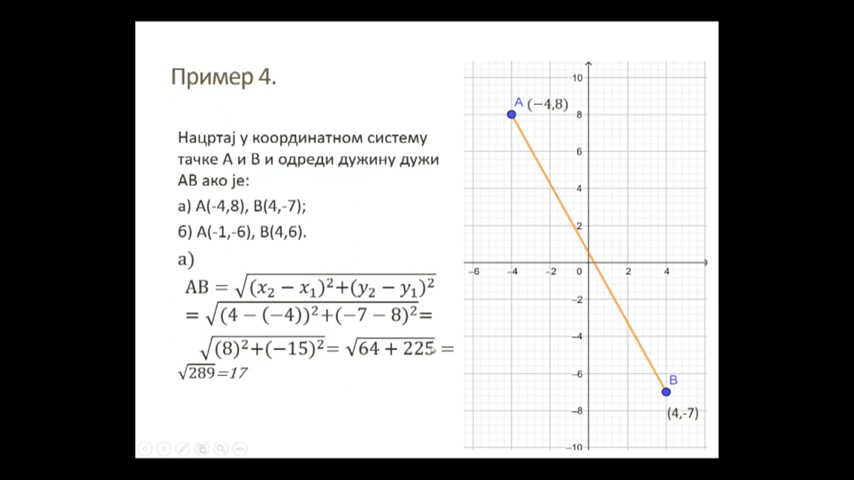 Пример 4.
Нацртај у координатном систему
тачке А и В и одреди дужину дужи
АВ ако је:
а) А(-4,8), В(4,-7);
б) А(-1,-6), В(4,6).
а)
AB = √(x₂ − x₁)²+(y₂ − y₁)²
= √(4 − (−4))²+(−7 − 8)²=
√(8)²+(−15)²= √64 + 225 =
√289=17
A (−4,8)
B
(4,-7)
10
8
6
4
2
−6 −4 −2 0 2 4
−2
−4
−6
−8
−10